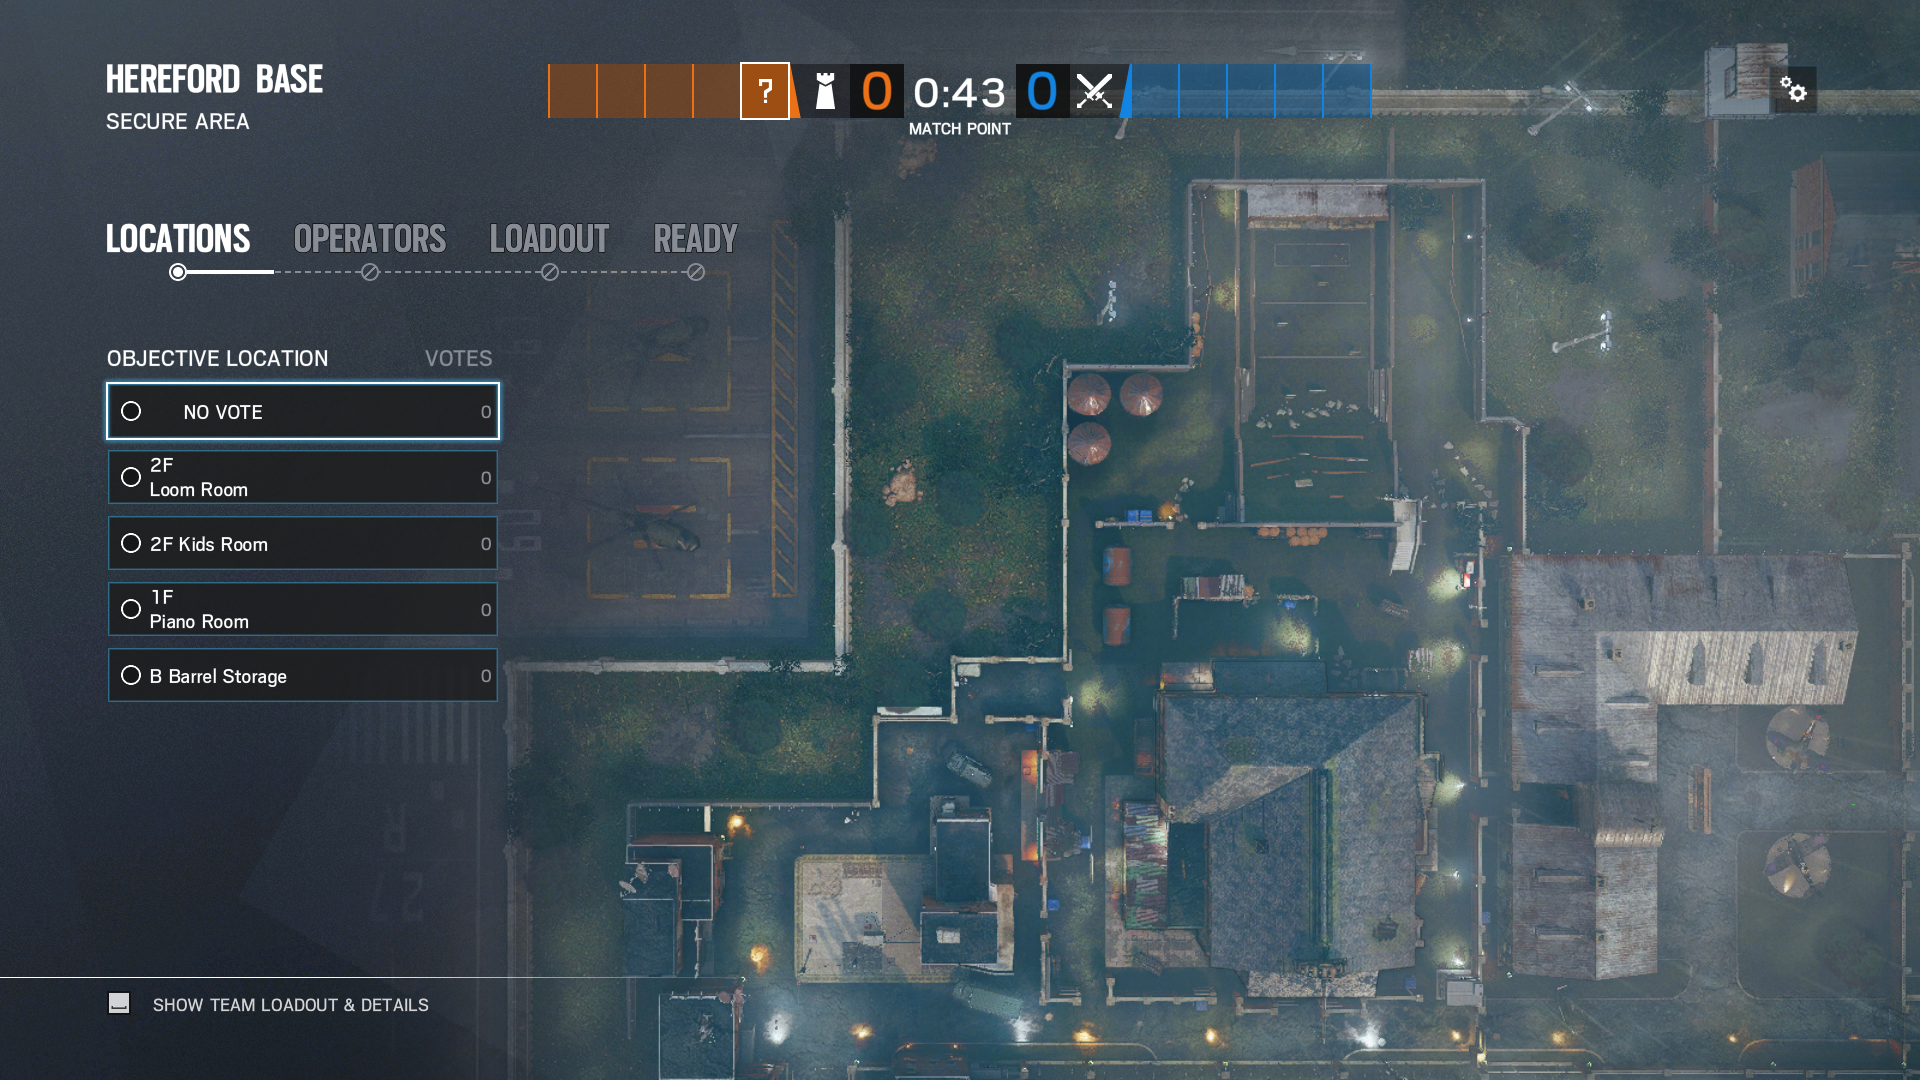 HEREFORD BASE
SECURE AREA
?
0
0:43
0
MATCH POINT
LOCATIONS
OPERATORS
LOADOUT
READY
OBJECTIVE LOCATION
VOTES
NO VOTE
0
2F
Loom Room
0
2F Kids Room
0
1F
Piano Room
0
B Barrel Storage
0
SHOW TEAM LOADOUT & DETAILS